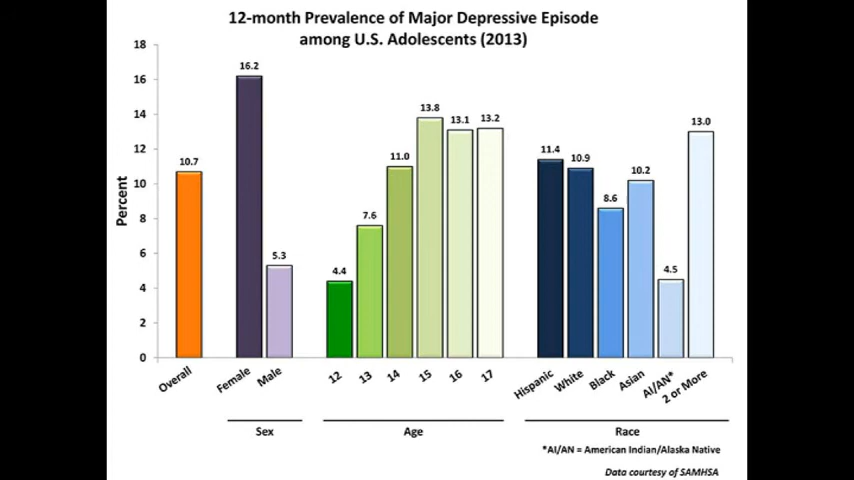 12-month Prevalence of Major Depressive Episode
among U.S. Adolescents (2013)
Percent
18
16
14
12
10
8
6
4
2
0
10.7
16.2
5.3
4.4
7.6
11.0
13.8
13.1
13.2
11.4
10.9
8.6
10.2
4.5
13.0
Overall
Female
Male
12
13
14
15
16
17
Hispanic
White
Black
Asian
AI/AN*
2 or More
Sex
Age
Race
*AI/AN = American Indian/Alaska Native
Data courtesy of SAMHSA